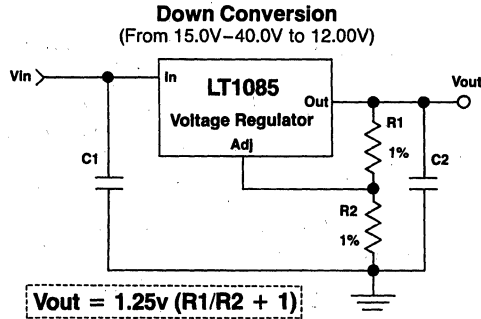 Down Conversion
(From 15.0V–40.0V to 12.00V)
Vin
In
LT1085
Voltage Regulator
Adj
Out
Vout
C1
R1
1%
C2
R2
1%
Vout = 1.25v (R1/R2 + 1)